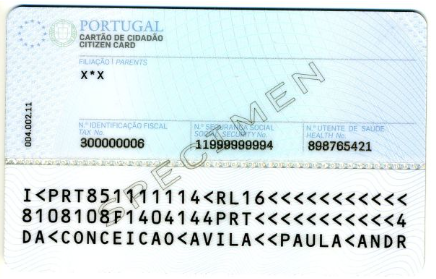 PORTUGAL
CARTÃO DE CIDADÃO
CITIZEN CARD
FILIAÇÃO | PARENTS
X*X
004.002.11
N.º IDENTIFICAÇÃO FISCAL
TAX No.
300000006
N.º SEGURANÇA SOCIAL
SOCIAL SECURITY No.
11999999994
N.º UTENTE DE SAÚDE
HEALTH No.
898765421
SPECIMEN
I<PRT851111114<RL16<<<<<<<<<<<
8108108F1404144PRT<<<<<<<<<<<4
DA<CONCEICAO<AVILA<<PAULA<ANDR